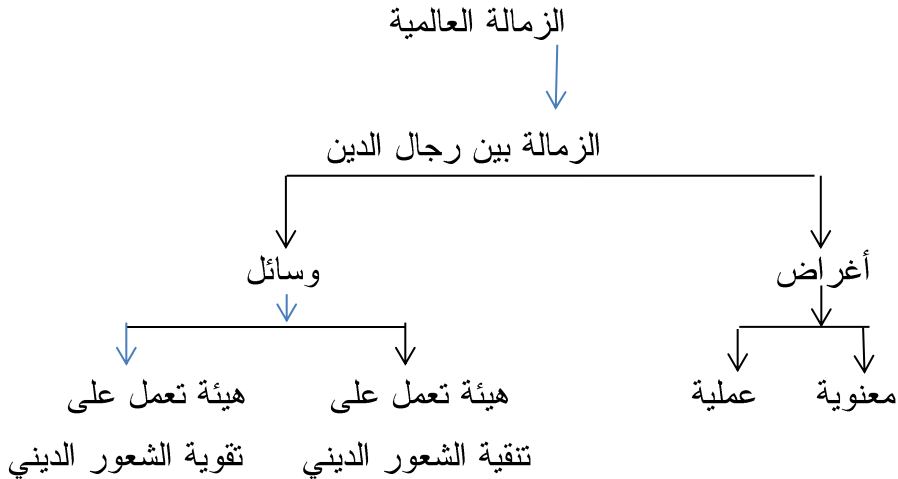 الزمالة العالمية
الزمالة بين رجال الدين
أغراض
وسائل
معنوية
عملية
هيئة تعمل على
تنقية الشعور الديني
هيئة تعمل على
تقوية الشعور الديني